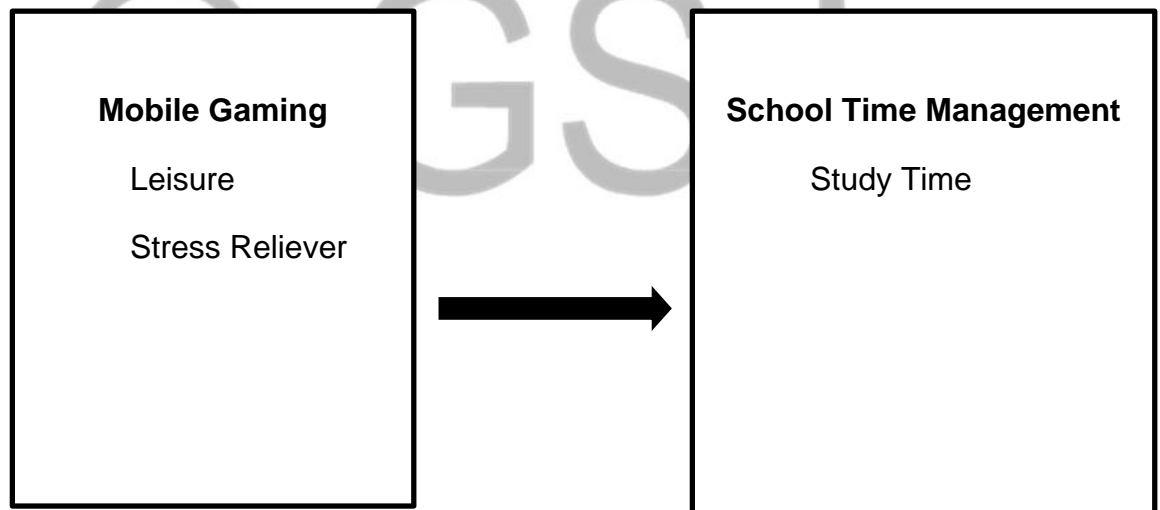 Mobile Gaming
Leisure
Stress Reliever
School Time Management
Study Time